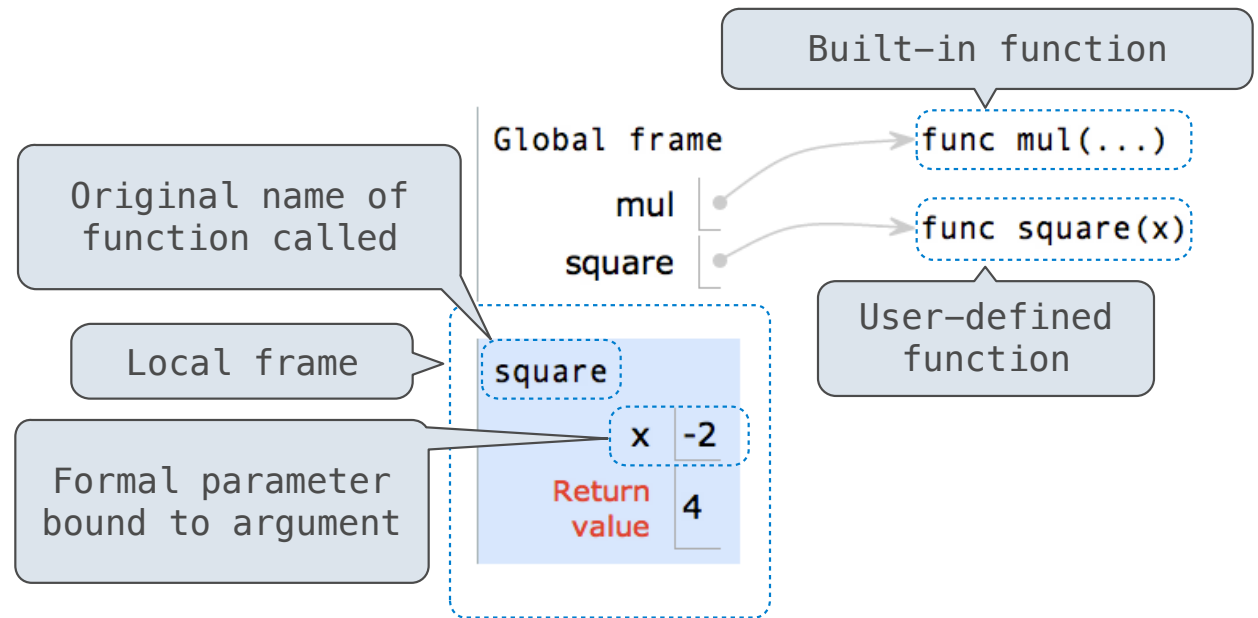 Built-in function
Global frame
func mul(...)
mul
Original name of
function called
func square(x)
square
User-defined
function
Local frame
square
x -2
Formal parameter
bound to argument
Return
value
4